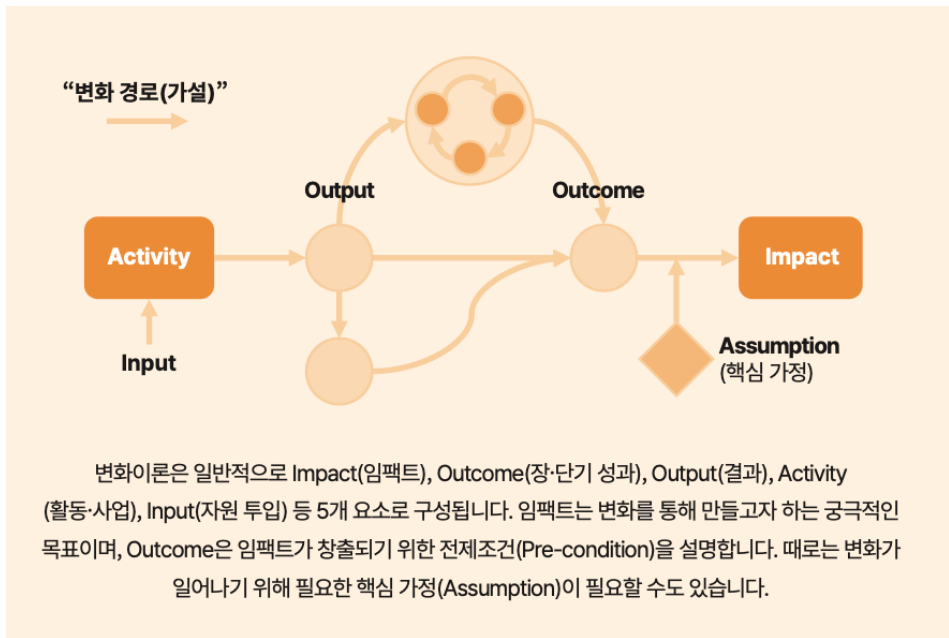 “변화 경로(가설)”
Output
Outcome
Activity
Impact
Input
Assumption
(핵심 가정)
변화이론은 일반적으로 Impact(임팩트), Outcome(장·단기 성과), Output(결과), Activity
(활동·사업), Input(자원 투입) 등 5개 요소로 구성됩니다. 임팩트는 변화를 통해 만들고자 하는 궁극적인
목표이며, Outcome은 임팩트가 창출되기 위한 전제조건(Pre-condition)을 설명합니다. 때로는 변화가
일어나기 위해 필요한 핵심 가정(Assumption)이 필요할 수도 있습니다.